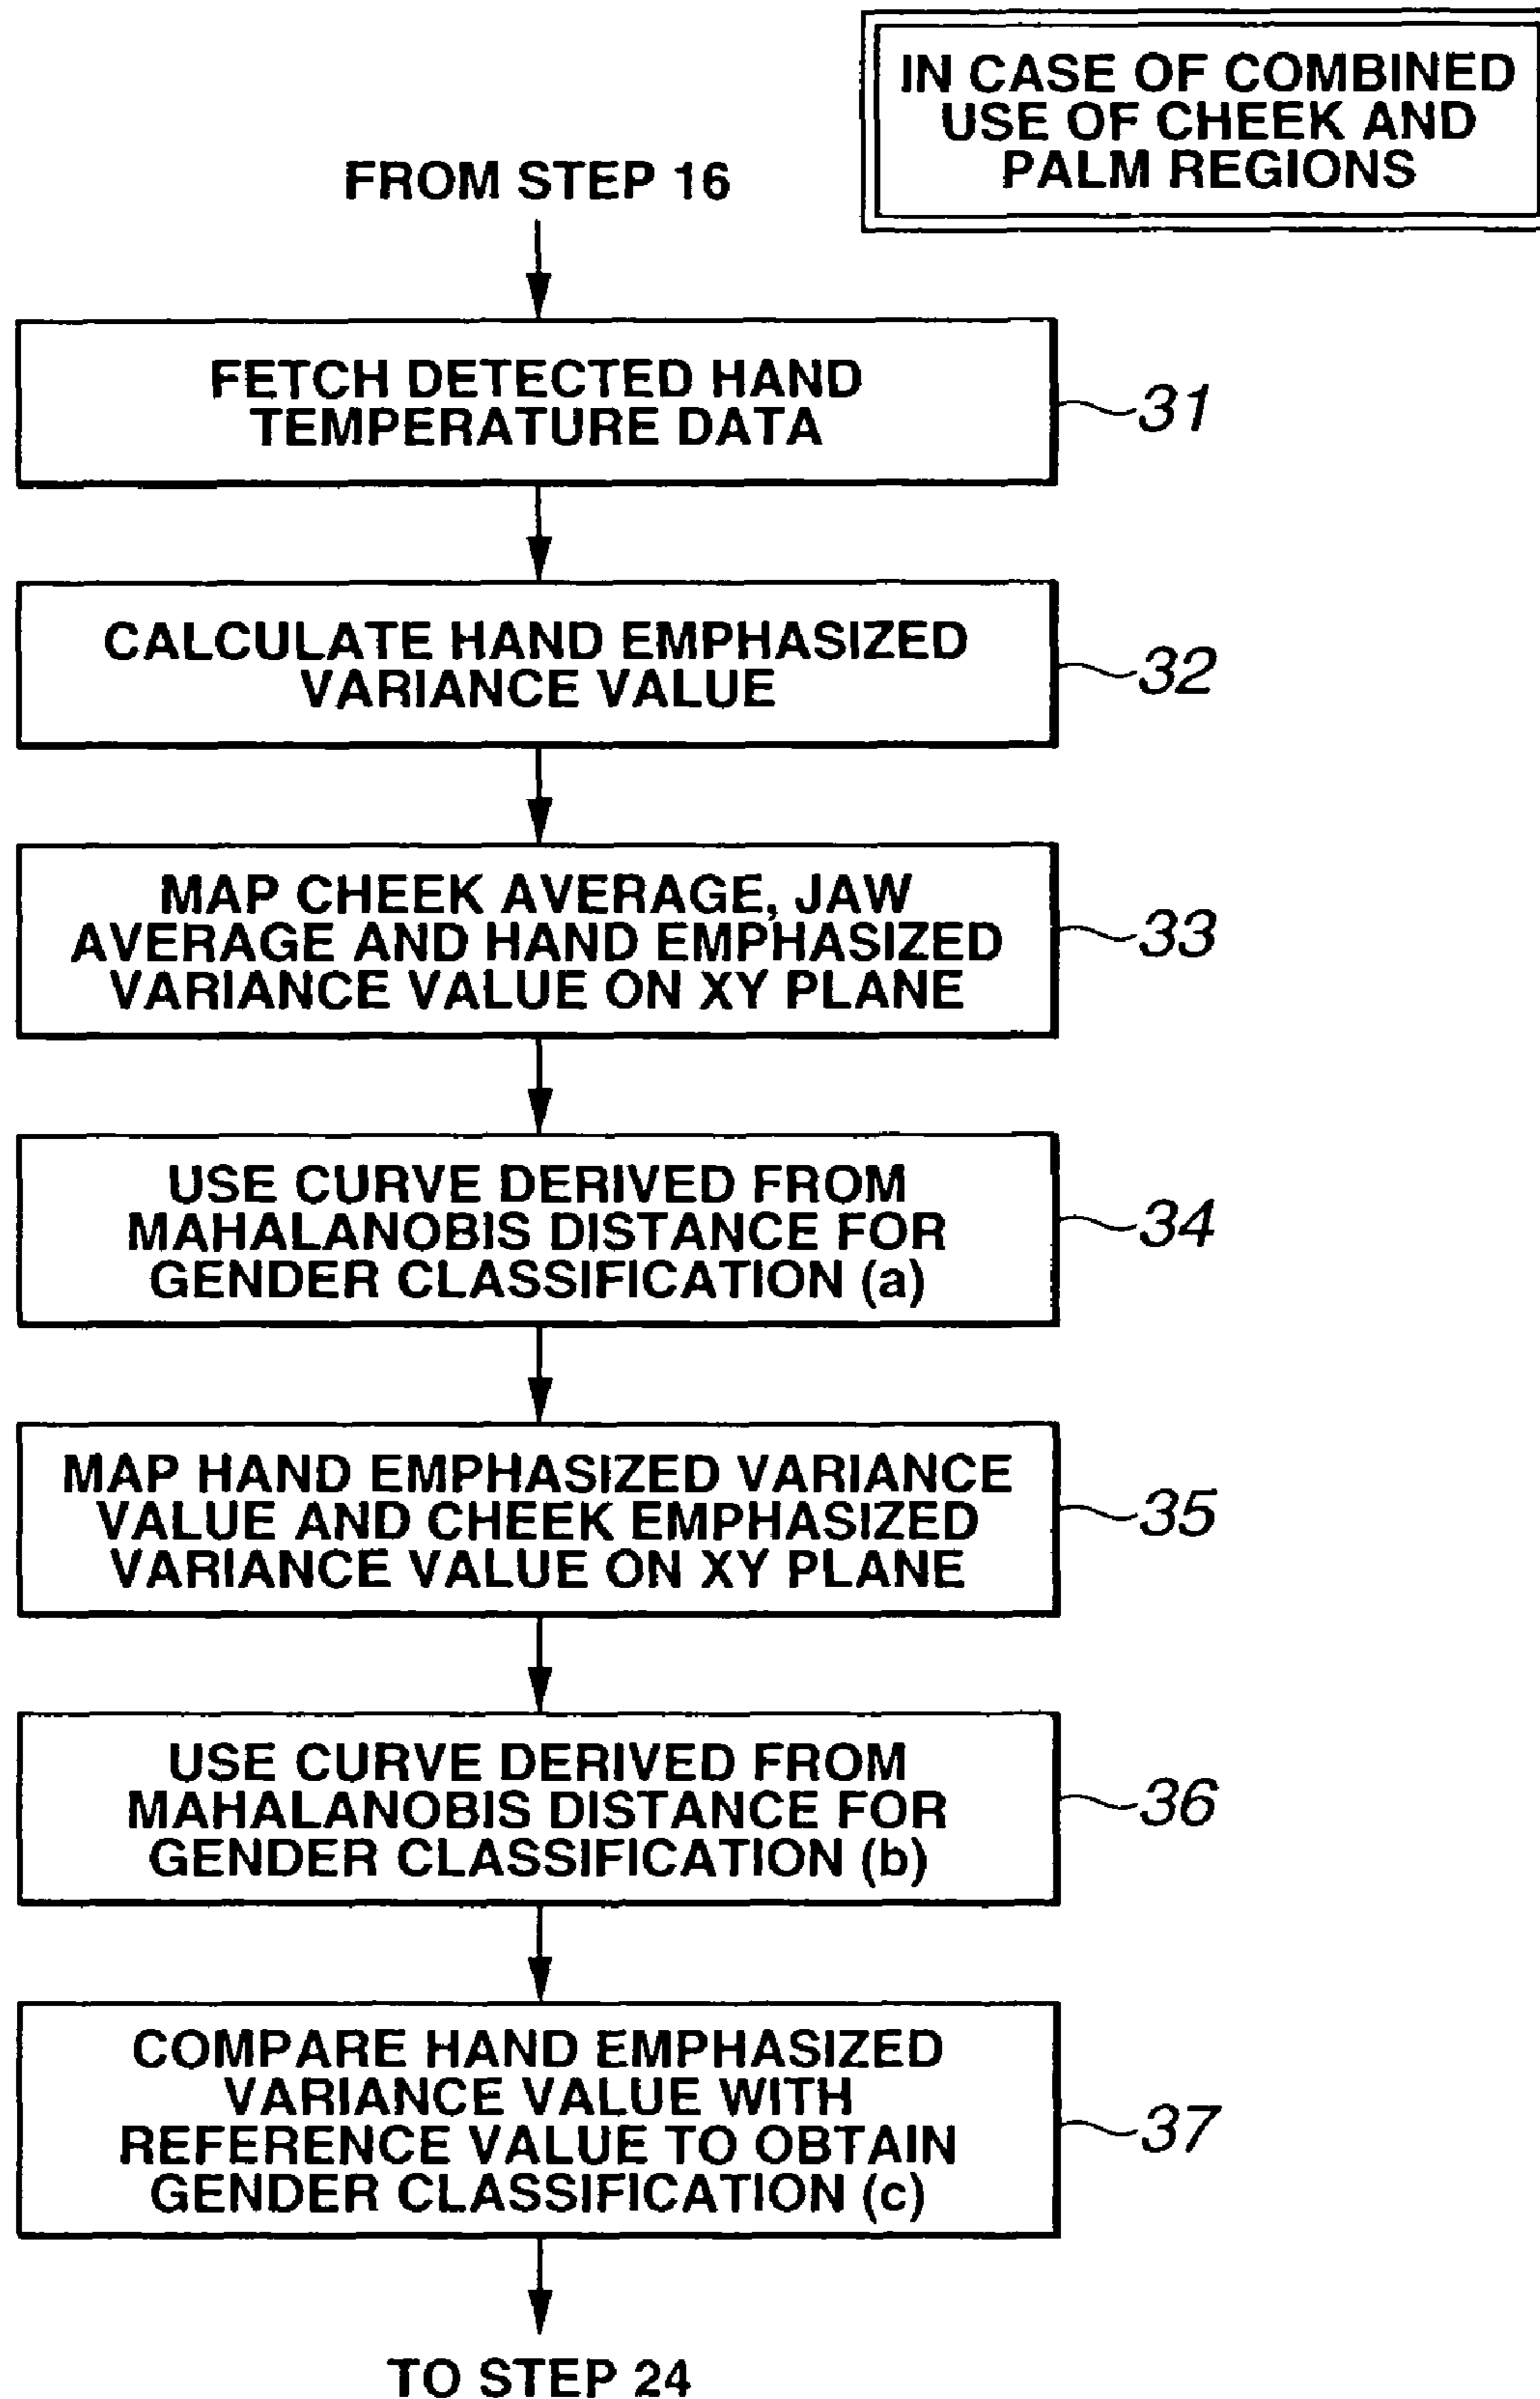 IN CASE OF COMBINED
USE OF CHEEK AND
PALM REGIONS
FROM STEP 16
FETCH DETECTED HAND
TEMPERATURE DATA
31
CALCULATE HAND EMPHASIZED
VARIANCE VALUE
32
MAP CHEEK AVERAGE, JAW
AVERAGE AND HAND EMPHASIZED
VARIANCE VALUE ON XY PLANE
33
USE CURVE DERIVED FROM
MAHALANOBIS DISTANCE FOR
GENDER CLASSIFICATION (a)
34
MAP HAND EMPHASIZED VARIANCE
VALUE AND CHEEK EMPHASIZED
VARIANCE VALUE ON XY PLANE
35
USE CURVE DERIVED FROM
MAHALANOBIS DISTANCE FOR
GENDER CLASSIFICATION (b)
36
COMPARE HAND EMPHASIZED
VARIANCE VALUE WITH
REFERENCE VALUE TO OBTAIN
GENDER CLASSIFICATION (c)
37
TO STEP 24